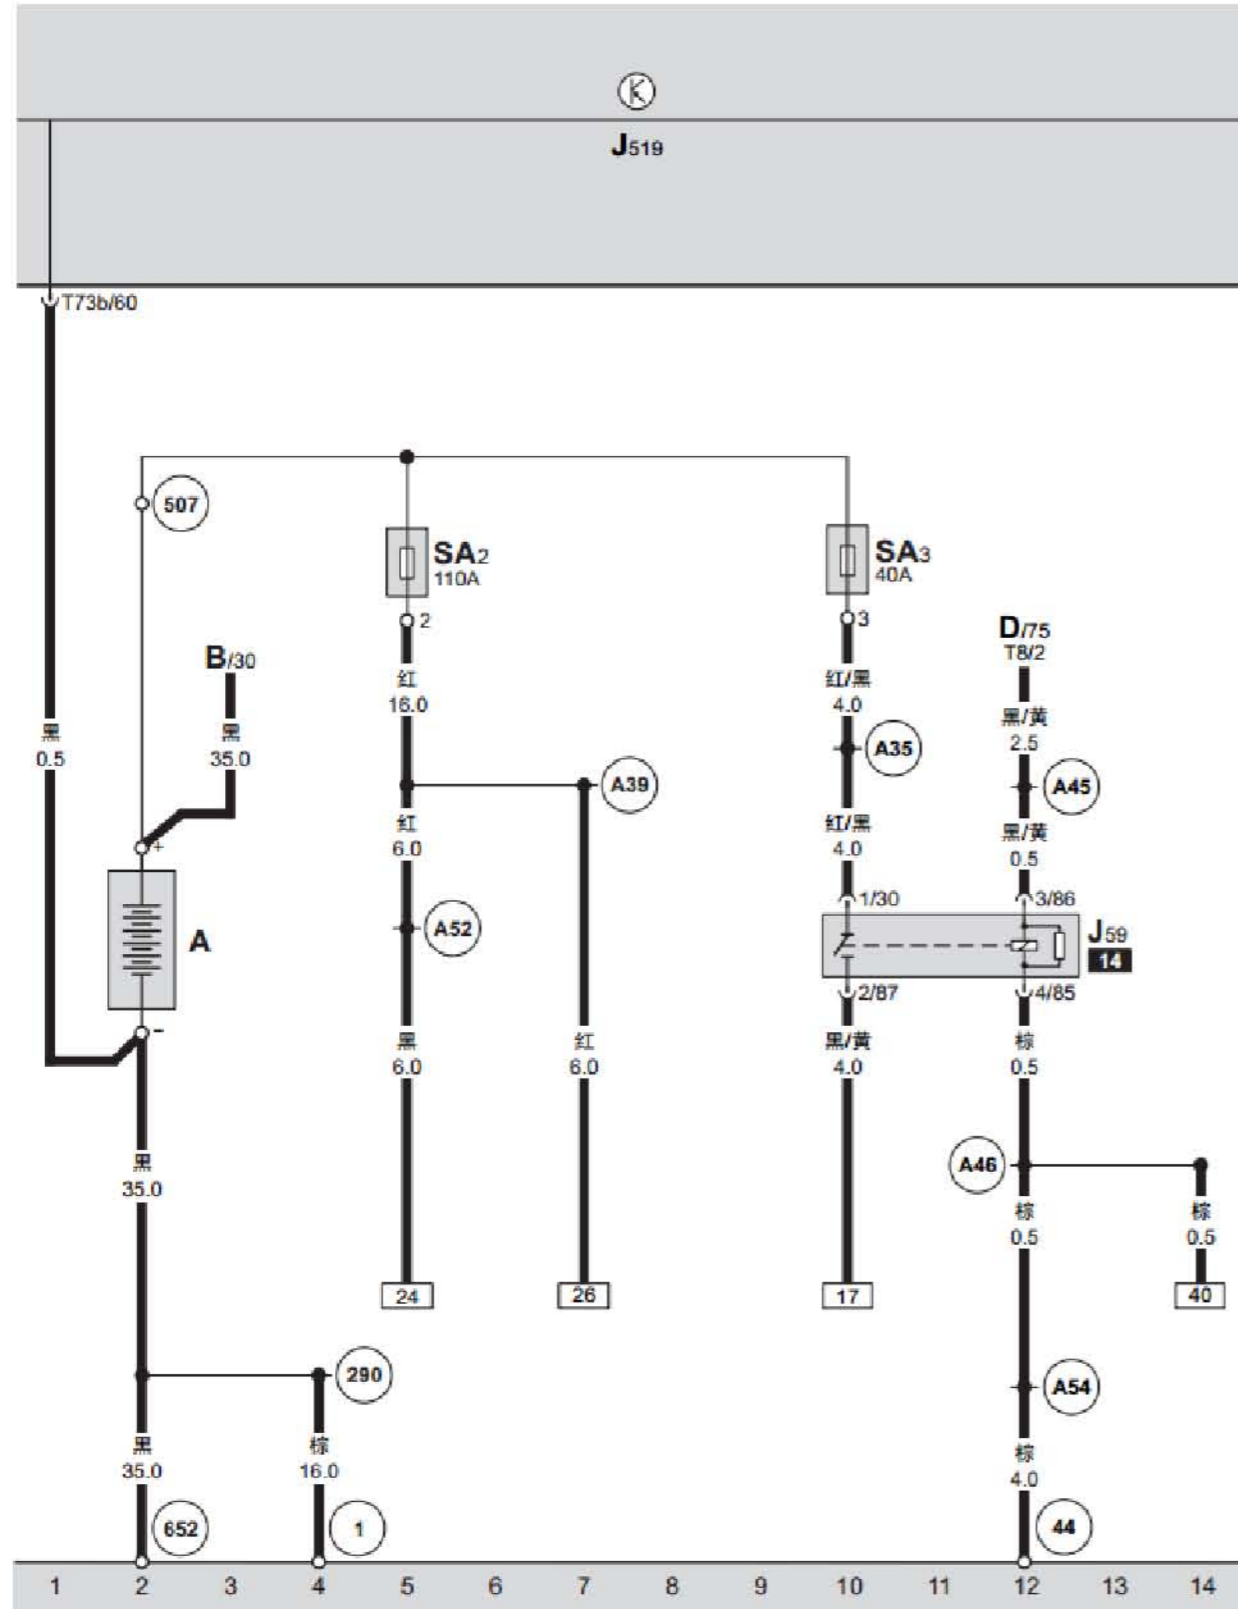 J519
T73b/60
507
SA2
110A
SA3
40A
2
3
D/75
T8/2
B/30
红
16.0
红/黑
4.0
黑/黄
2.5
黑
0.5
黑
35.0
A35
A39
A45
红
6.0
红/黑
4.0
黑/黄
0.5
+
1/30
3/86
A52
A
J59
14
2/87
4/85
-
黑
6.0
红
6.0
黑/黄
4.0
棕
0.5
黑
35.0
A46
棕
0.5
棕
0.5
24
26
17
40
290
A54
黑
35.0
棕
16.0
棕
4.0
652
1
44
1 2 3 4 5 6 7 8 9 10 11 12 13 14